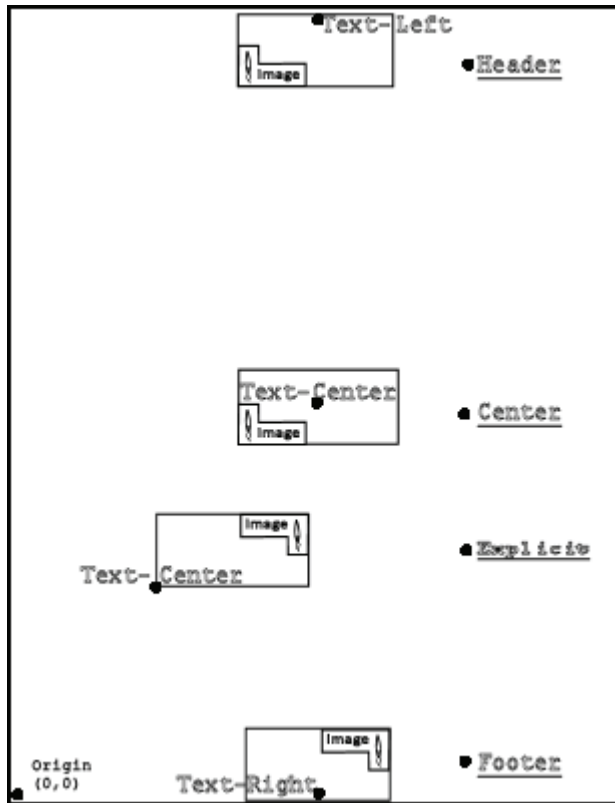 Text-Left
Header
Image
Text-Center
Center
Image
Image
Explicit
Text-Center
Image
Origin
(0,0)
Footer
Text-Right